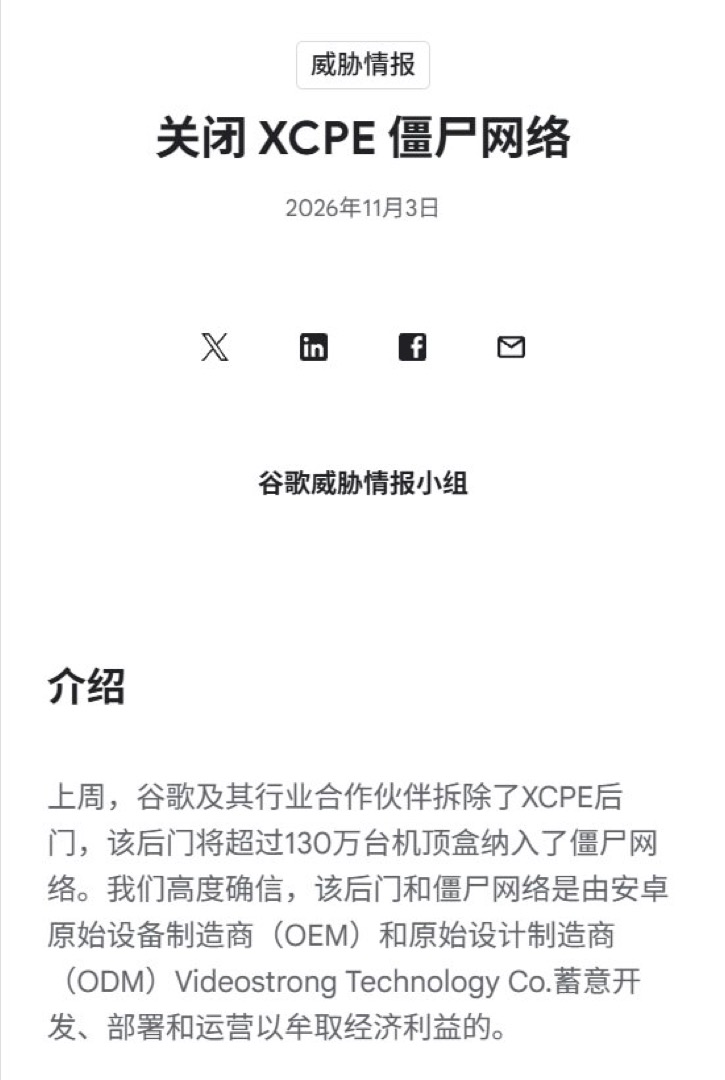 威胁情报
关闭 XCPE 僵尸网络
2026年11月3日
谷歌威胁情报小组
介绍
上周，谷歌及其行业合作伙伴拆除了XCPE后
门，该后门将超过130万台机顶盒纳入了僵尸网
络。我们高度确信，该后门和僵尸网络是由安卓
原始设备制造商（OEM）和原始设计制造商
（ODM）Videostrong Technology Co.蓄意开
发、部署和运营以牟取经济利益的。